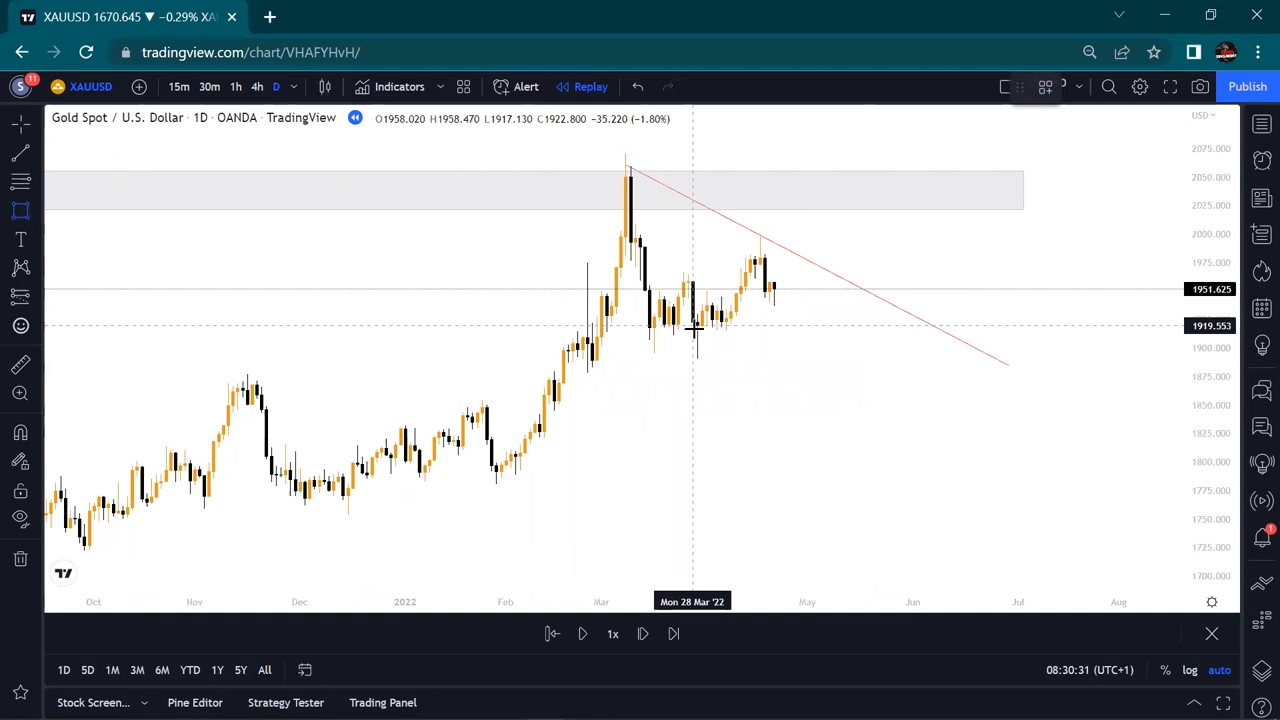 XAUUSD 1670.645 ▼ −0.29% XA
tradingview.com/chart/VHAFYHvH/
S 11 XAUUSD 15m 30m 1h 4h D Indicators Alert Replay Publish
Gold Spot / U.S. Dollar · 1D · OANDA · TradingView O1958.020 H1958.470 L1917.130 C1922.800 −35.220 (−1.80%)
USD
2075.000
2050.000
2025.000
2000.000
1975.000
1951.625
1919.553
1900.000
1875.000
1850.000
1825.000
1800.000
1775.000
1750.000
1725.000
1700.000
Oct Nov Dec 2022 Feb Mar Mon 28 Mar '22 May Jun Jul Aug
1x
1D 5D 1M 3M 6M YTD 1Y 5Y All 08:30:31 (UTC+1) % log auto
Stock Screen... Pine Editor Strategy Tester Trading Panel
1